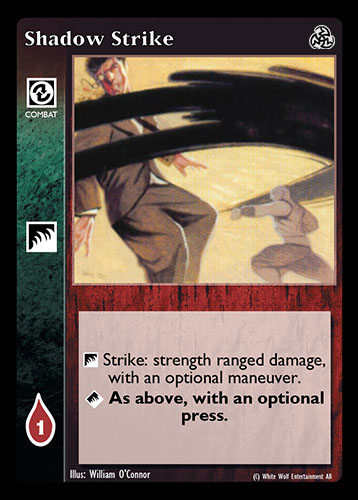 Shadow Strike
COMBAT
Strike: strength ranged damage,
with an optional maneuver.
As above, with an optional
press.
1
Illus: William O'Connor
(C) White Wolf Entertainment AB